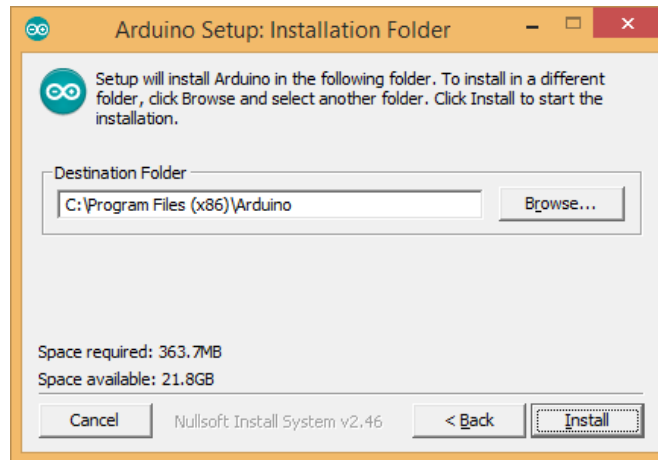 Arduino Setup: Installation Folder
Setup will install Arduino in the following folder. To install in a different
folder, click Browse and select another folder. Click Install to start the
installation.
Destination Folder
C:\Program Files (x86)\Arduino
Browse...
Space required: 363.7MB
Space available: 21.8GB
Cancel
Nullsoft Install System v2.46
< Back
Install